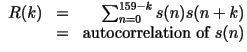 R(k) = ∑_{n=0}^{159-k} s(n)s(n + k)
= autocorrelation of s(n)